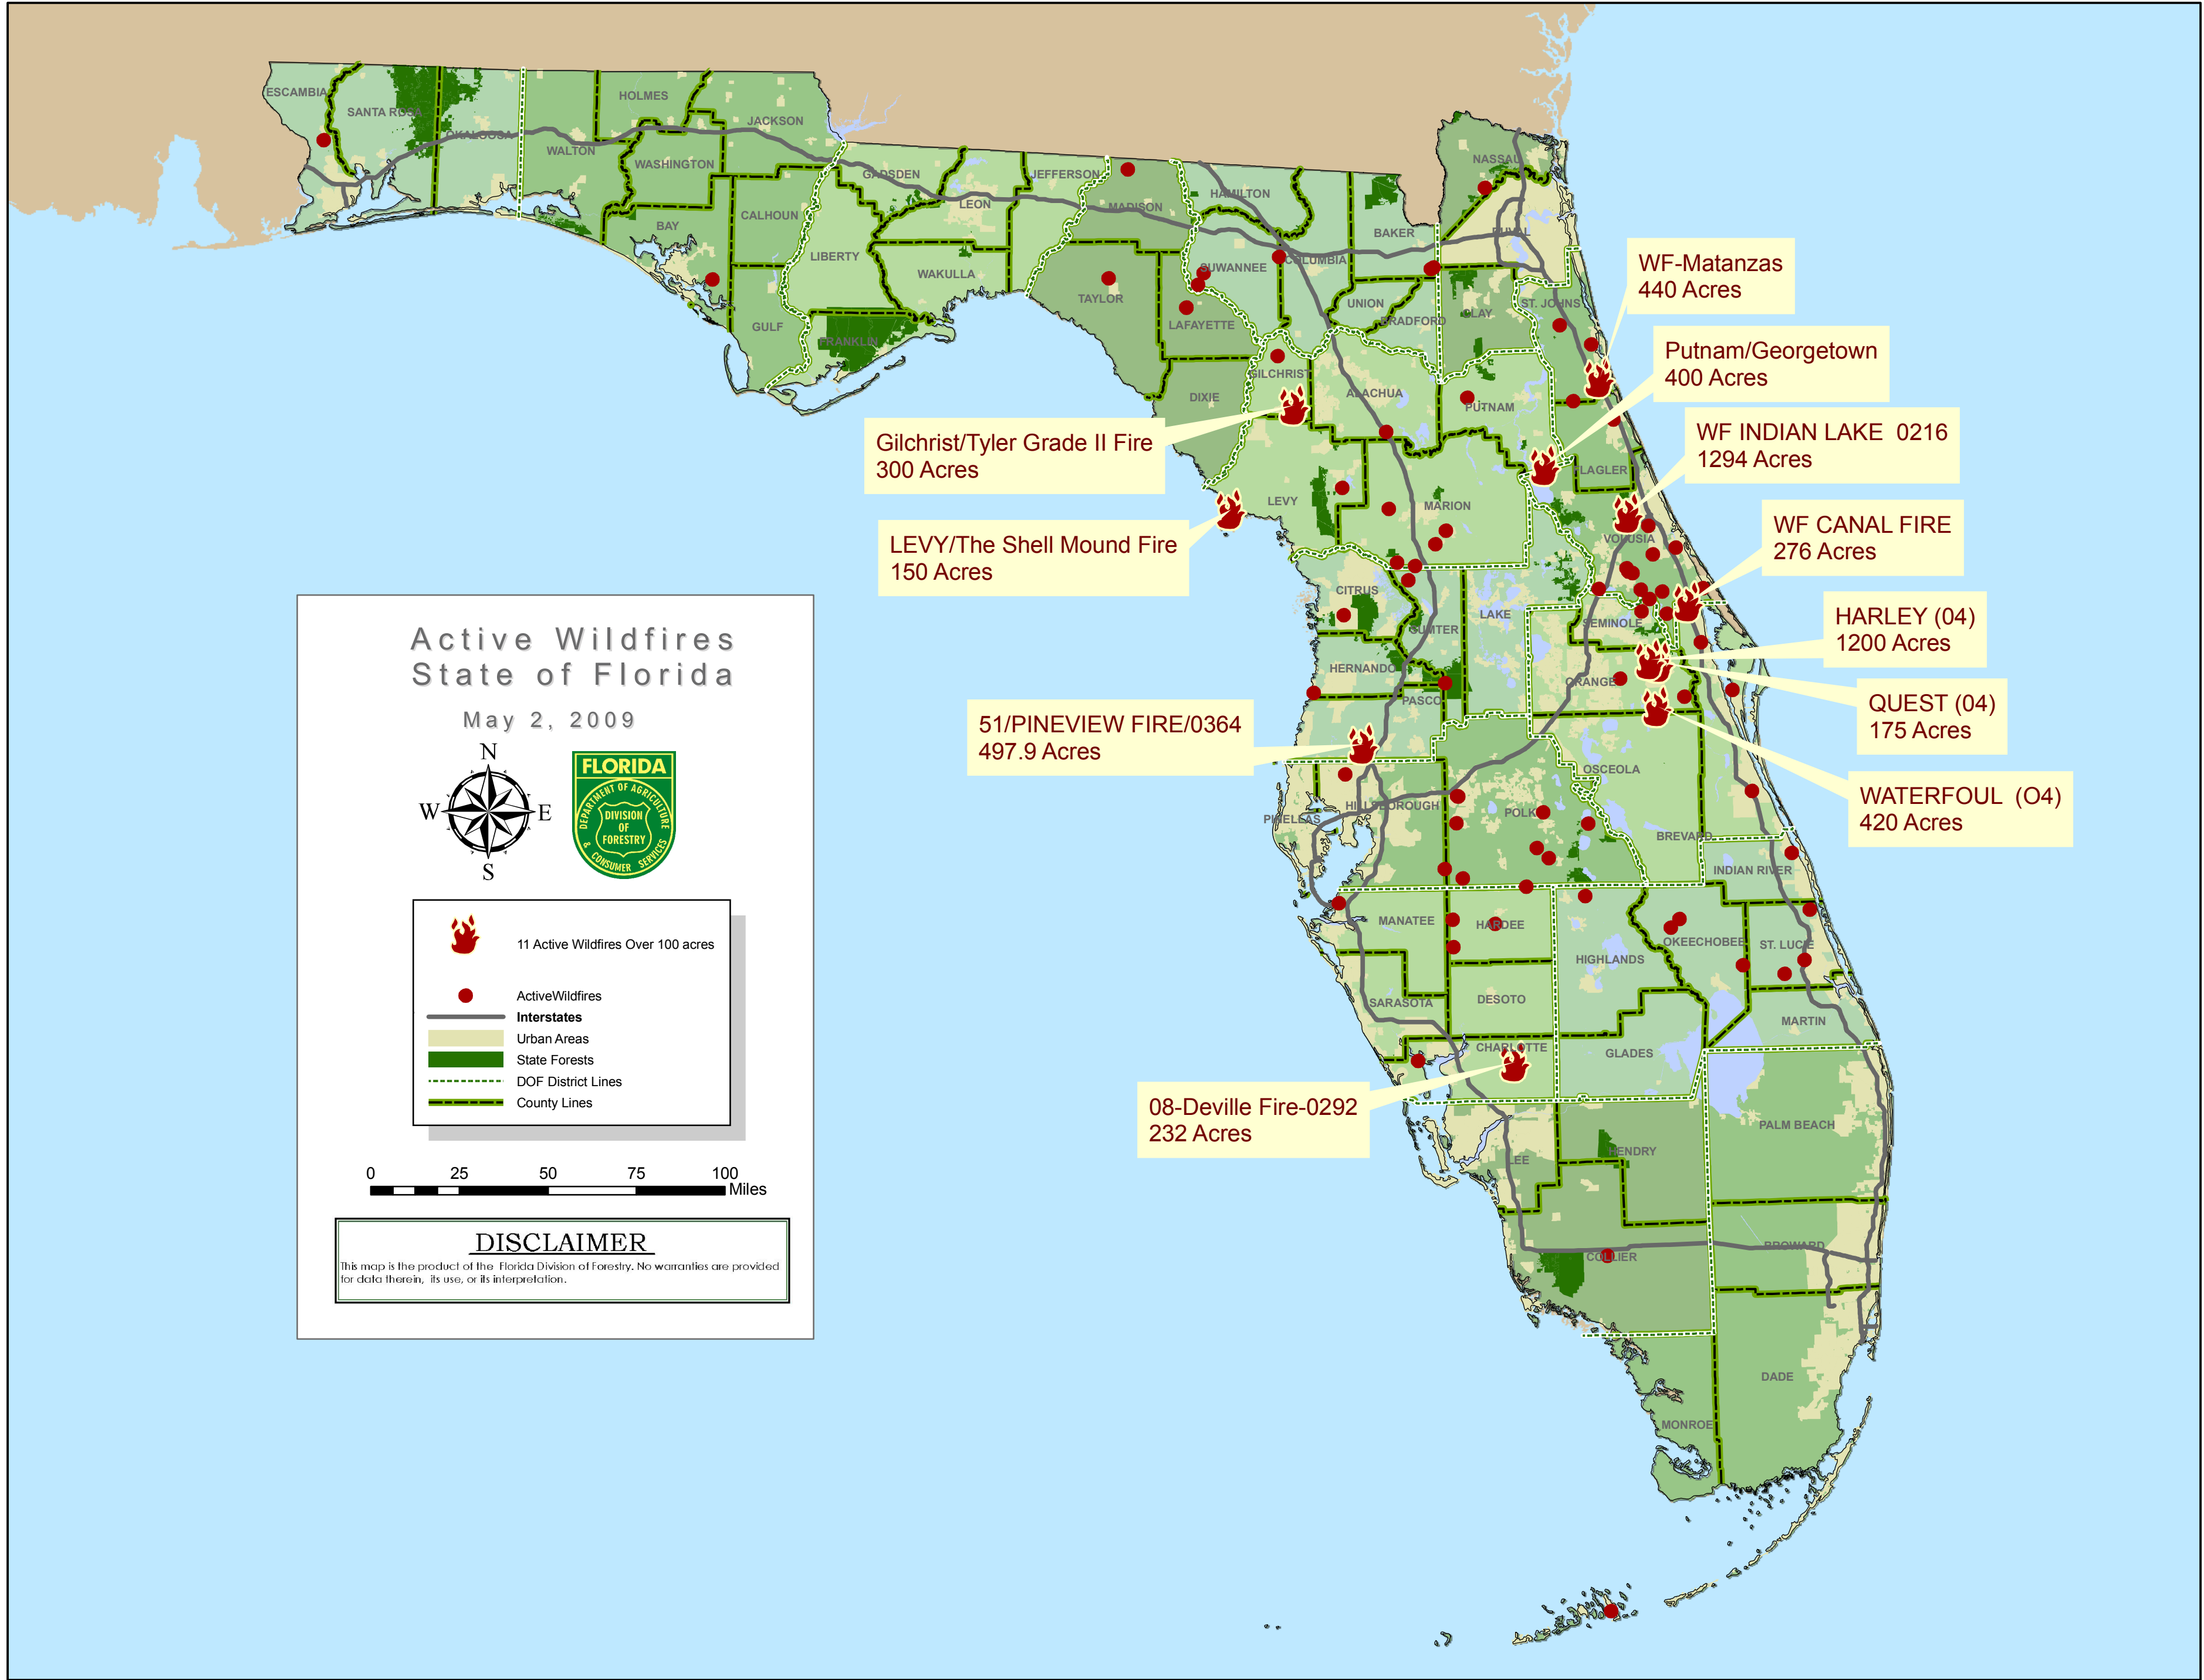 ESCAMBIA
SANTA ROSA
OKALOOSA
WALTON
HOLMES
WASHINGTON
JACKSON
BAY
CALHOUN
GULF
GADSDEN
LIBERTY
FRANKLIN
LEON
WAKULLA
JEFFERSON
MADISON
TAYLOR
HAMILTON
SUWANNEE
LAFAYETTE
DIXIE
COLUMBIA
BAKER
NASSAU
DUVAL
UNION
BRADFORD
CLAY
ST. JOHNS
GILCHRIST
ALACHUA
PUTNAM
FLAGLER
LEVY
MARION
VOLUSIA
CITRUS
SUMTER
LAKE
SEMINOLE
HERNANDO
PASCO
ORANGE
OSCEOLA
BREVARD
PINELLAS
HILLSBOROUGH
POLK
INDIAN RIVER
MANATEE
HARDEE
HIGHLANDS
OKEECHOBEE
ST. LUCIE
SARASOTA
DESOTO
MARTIN
CHARLOTTE
GLADES
PALM BEACH
LEE
HENDRY
COLLIER
BROWARD
DADE
MONROE
WF-Matanzas
440 Acres
Putnam/Georgetown
400 Acres
WF INDIAN LAKE 0216
1294 Acres
WF CANAL FIRE
276 Acres
HARLEY (04)
1200 Acres
QUEST (04)
175 Acres
WATERFOUL (O4)
420 Acres
Gilchrist/Tyler Grade II Fire
300 Acres
LEVY/The Shell Mound Fire
150 Acres
51/PINEVIEW FIRE/0364
497.9 Acres
08-Deville Fire-0292
232 Acres
Active Wildfires
State of Florida
May 2, 2009
N
W E
S
FLORIDA
DEPARTMENT OF AGRICULTURE
DIVISION
OF
FORESTRY
& CONSUMER SERVICES
11 Active Wildfires Over 100 acres
ActiveWildfires
Interstates
Urban Areas
State Forests
DOF District Lines
County Lines
0 25 50 75 100
Miles
DISCLAIMER
This map is the product of the Florida Division of Forestry. No warranties are provided
for data therein, its use, or its interpretation.